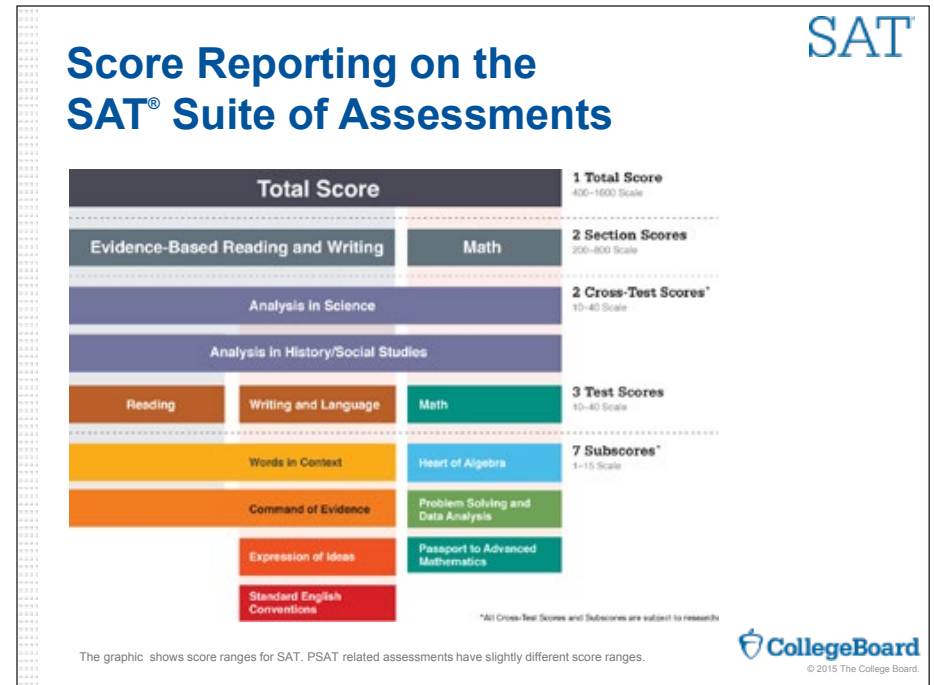 SAT
Score Reporting on the
SAT® Suite of Assessments
Total Score
1 Total Score
400–1600 Scale
Evidence-Based Reading and Writing
Math
2 Section Scores
200–800 Scale
Analysis in Science
2 Cross-Test Scores*
10–40 Scale
Analysis in History/Social Studies
Reading
Writing and Language
Math
3 Test Scores
10–40 Scale
Words in Context
Heart of Algebra
7 Subscores*
1–15 Scale
Command of Evidence
Problem Solving and
Data Analysis
Expression of Ideas
Passport to Advanced
Mathematics
Standard English
Conventions
*All Cross-Test Scores and Subscores are subject to research
The graphic shows score ranges for SAT. PSAT related assessments have slightly different score ranges.
CollegeBoard
© 2015 The College Board.